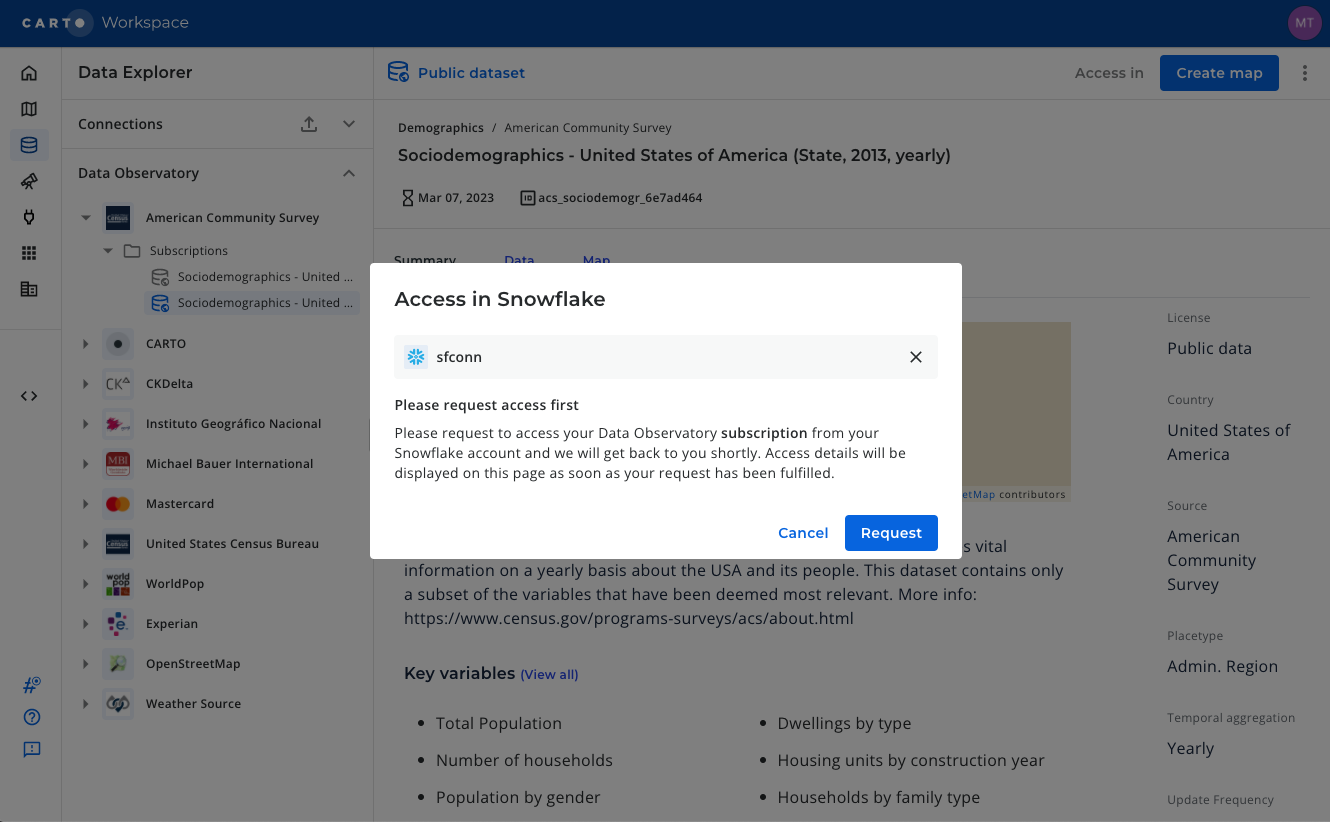 CARTO Workspace
MT
Data Explorer
Public dataset
Access in
Create map
Connections
Data Observatory
American Community Survey
Subscriptions
Sociodemographics - United ...
Sociodemographics - United ...
CARTO
CKDelta
Instituto Geográfico Nacional
Michael Bauer International
Mastercard
United States Census Bureau
WorldPop
Experian
OpenStreetMap
Weather Source
Demographics / American Community Survey
Sociodemographics - United States of America (State, 2013, yearly)
Mar 07, 2023
ID acs_sociodemogr_6e7ad464
Summary Data Map
Access in Snowflake
sfconn
Please request access first
Please request to access your Data Observatory subscription from your
Snowflake account and we will get back to you shortly. Access details will be
displayed on this page as soon as your request has been fulfilled.
Cancel
Request
etMap contributors
s vital
information on a yearly basis about the USA and its people. This dataset contains only
a subset of the variables that have been deemed most relevant. More info:
https://www.census.gov/programs-surveys/acs/about.html
Key variables (View all)
Total Population
Number of households
Population by gender
Dwellings by type
Housing units by construction year
Households by family type
License
Public data
Country
United States of
America
Source
American
Community
Survey
Placetype
Admin. Region
Temporal aggregation
Yearly
Update Frequency